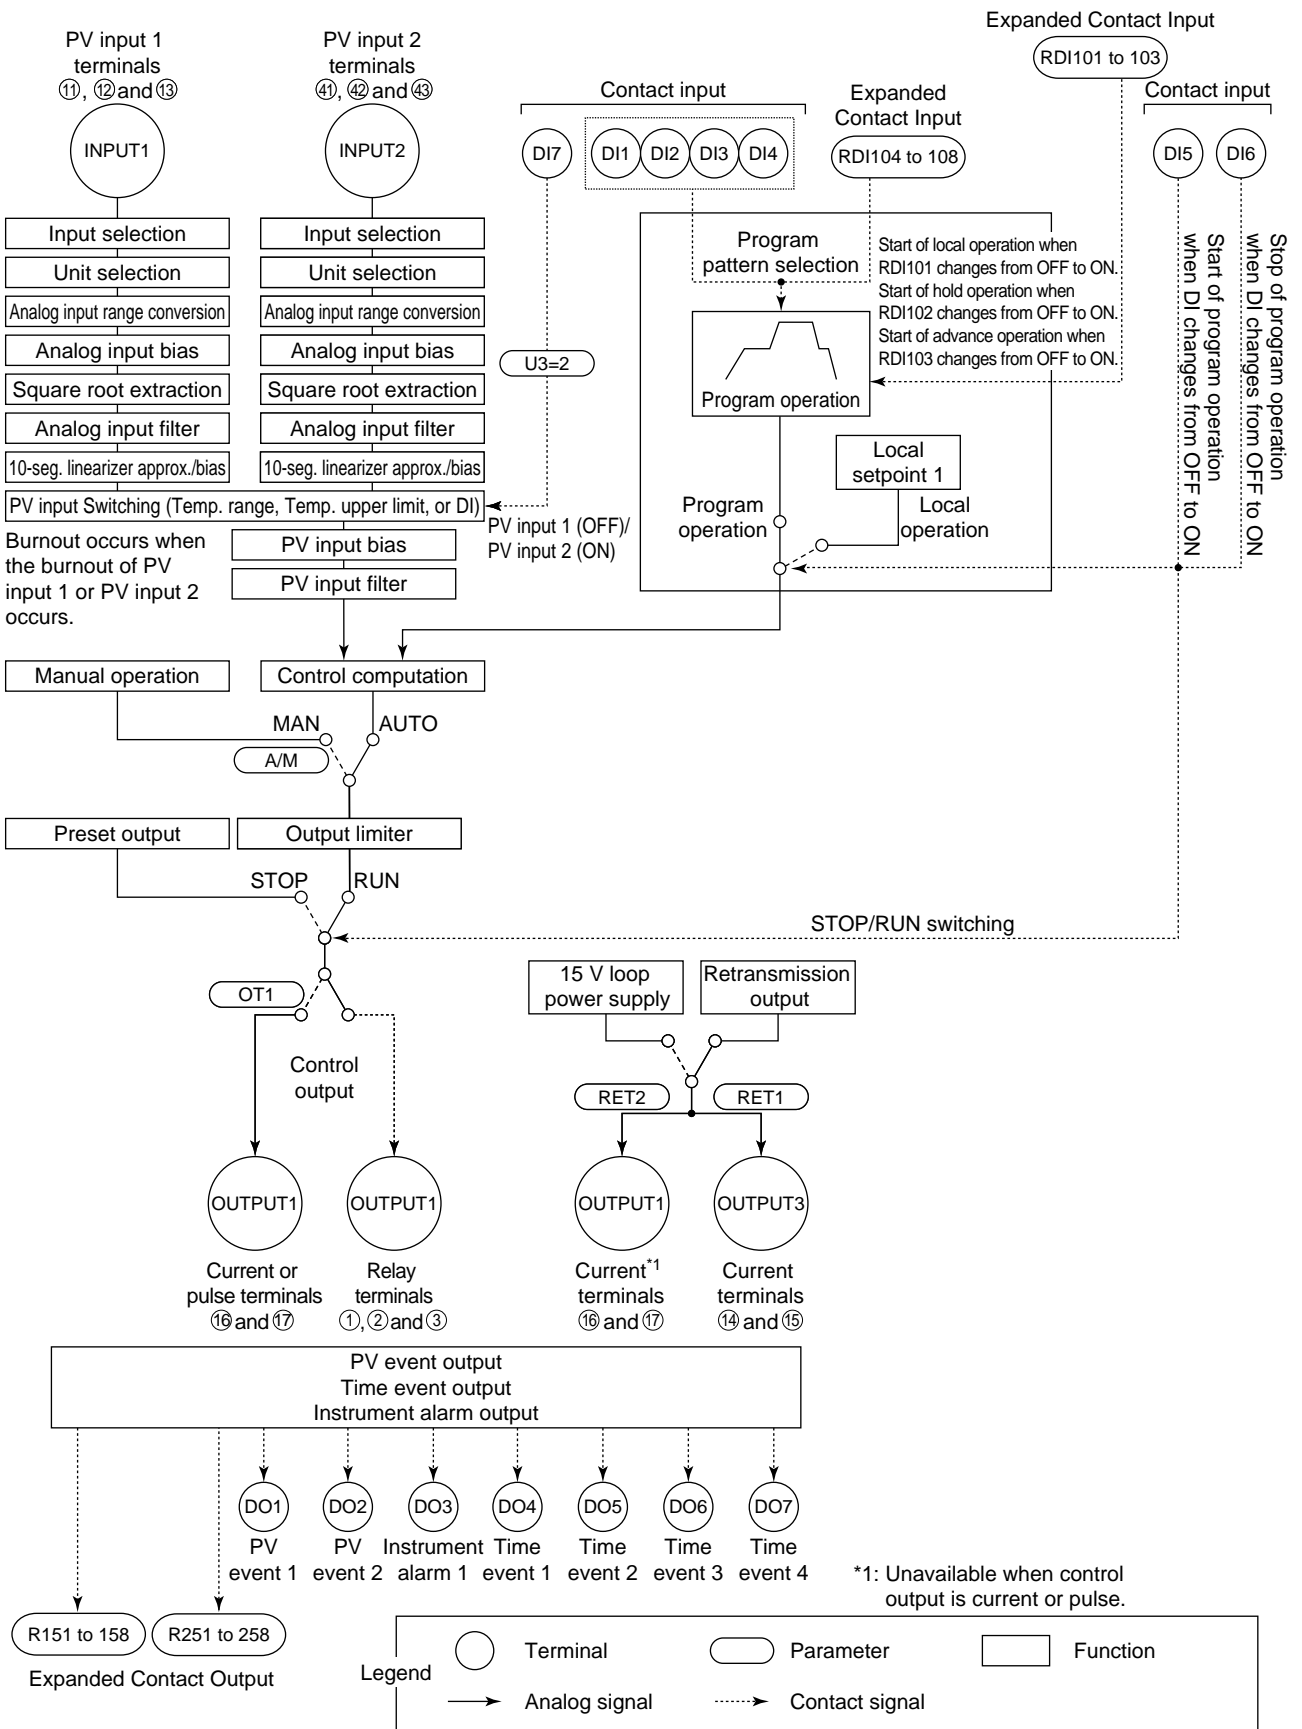 PV input 1
terminals
⑪, ⑫ and ⑬
INPUT1
PV input 2
terminals
㊶, ㊷ and ㊸
INPUT2
Contact input
DI7
DI1
DI2
DI3
DI4
Expanded
Contact Input
RDI104 to 108
Expanded Contact Input
RDI101 to 103
Contact input
DI5
DI6
Input selection
Unit selection
Analog input range conversion
Analog input bias
Square root extraction
Analog input filter
10-seg. linearizer approx./bias
Input selection
Unit selection
Analog input range conversion
Analog input bias
Square root extraction
Analog input filter
10-seg. linearizer approx./bias
PV input Switching (Temp. range, Temp. upper limit, or DI)
U3=2
PV input 1 (OFF)/
PV input 2 (ON)
Burnout occurs when
the burnout of PV
input 1 or PV input 2
occurs.
PV input bias
PV input filter
Program
pattern selection
Start of local operation when
RDI101 changes from OFF to ON.
Start of hold operation when
RDI102 changes from OFF to ON.
Start of advance operation when
RDI103 changes from OFF to ON.
Program operation
Local
setpoint 1
Program
operation
Local
operation
Start of program operation
when DI changes from OFF to ON
Stop of program operation
when DI changes from OFF to ON
Manual operation
Control computation
MAN
AUTO
A/M
Preset output
Output limiter
STOP
RUN
STOP/RUN switching
OT1
Control
output
15 V loop
power supply
Retransmission
output
RET2
RET1
OUTPUT1
OUTPUT1
OUTPUT1
OUTPUT3
Current or
pulse terminals
⑯ and ⑰
Relay
terminals
①, ② and ③
Current*1
terminals
⑯ and ⑰
Current
terminals
⑭ and ⑮
PV event output
Time event output
Instrument alarm output
DO1
DO2
DO3
DO4
DO5
DO6
DO7
PV
event 1
PV
event 2
Instrument
alarm 1
Time
event 1
Time
event 2
Time
event 3
Time
event 4
*1: Unavailable when control
output is current or pulse.
R151 to 158
R251 to 258
Expanded Contact Output
Legend
Terminal
Parameter
Function
Analog signal
Contact signal